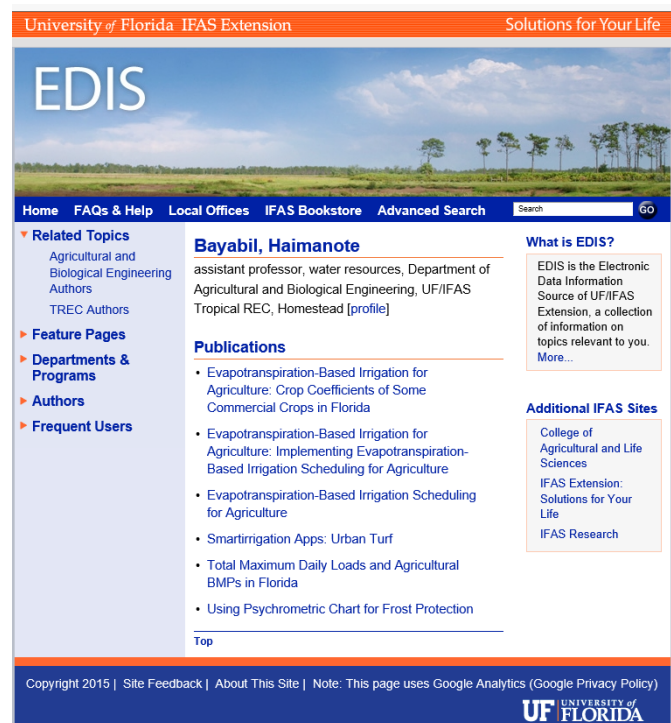 University of Florida IFAS Extension
Solutions for Your Life
EDIS
Home FAQs & Help Local Offices IFAS Bookstore Advanced Search Search GO
Related Topics
Agricultural and
Biological Engineering
Authors
TREC Authors
Feature Pages
Departments &
Programs
Authors
Frequent Users
Bayabil, Haimanote
assistant professor, water resources, Department of
Agricultural and Biological Engineering, UF/IFAS
Tropical REC, Homestead [profile]
Publications
• Evapotranspiration-Based Irrigation for
Agriculture: Crop Coefficients of Some
Commercial Crops in Florida
• Evapotranspiration-Based Irrigation for
Agriculture: Implementing Evapotranspiration-
Based Irrigation Scheduling for Agriculture
• Evapotranspiration-Based Irrigation Scheduling
for Agriculture
• Smartirrigation Apps: Urban Turf
• Total Maximum Daily Loads and Agricultural
BMPs in Florida
• Using Psychrometric Chart for Frost Protection
Top
What is EDIS?
EDIS is the Electronic
Data Information
Source of UF/IFAS
Extension, a collection
of information on
topics relevant to you.
More...
Additional IFAS Sites
College of
Agricultural and Life
Sciences
IFAS Extension:
Solutions for Your
Life
IFAS Research
Copyright 2015 | Site Feedback | About This Site | Note: This page uses Google Analytics (Google Privacy Policy)
UF UNIVERSITY of
FLORIDA